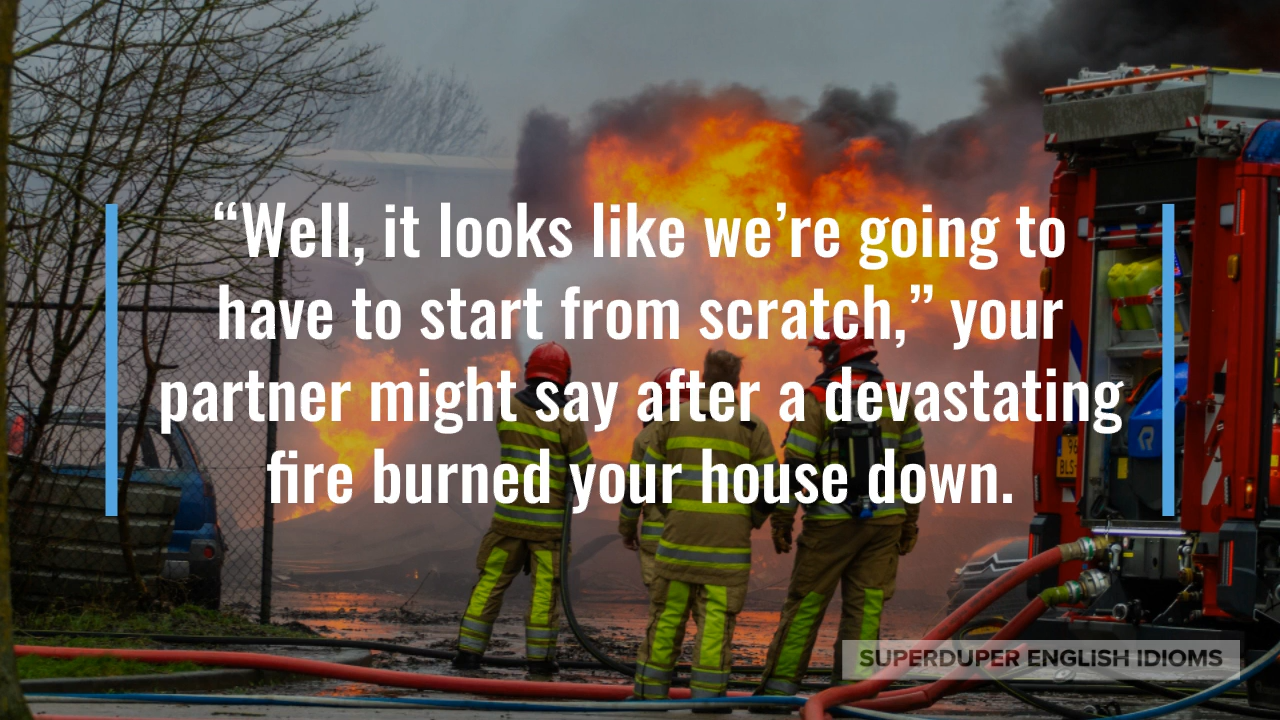 “Well, it looks like we’re going to
have to start from scratch,” your
partner might say after a devastating
fire burned your house down.
SUPERDUPER ENGLISH IDIOMS